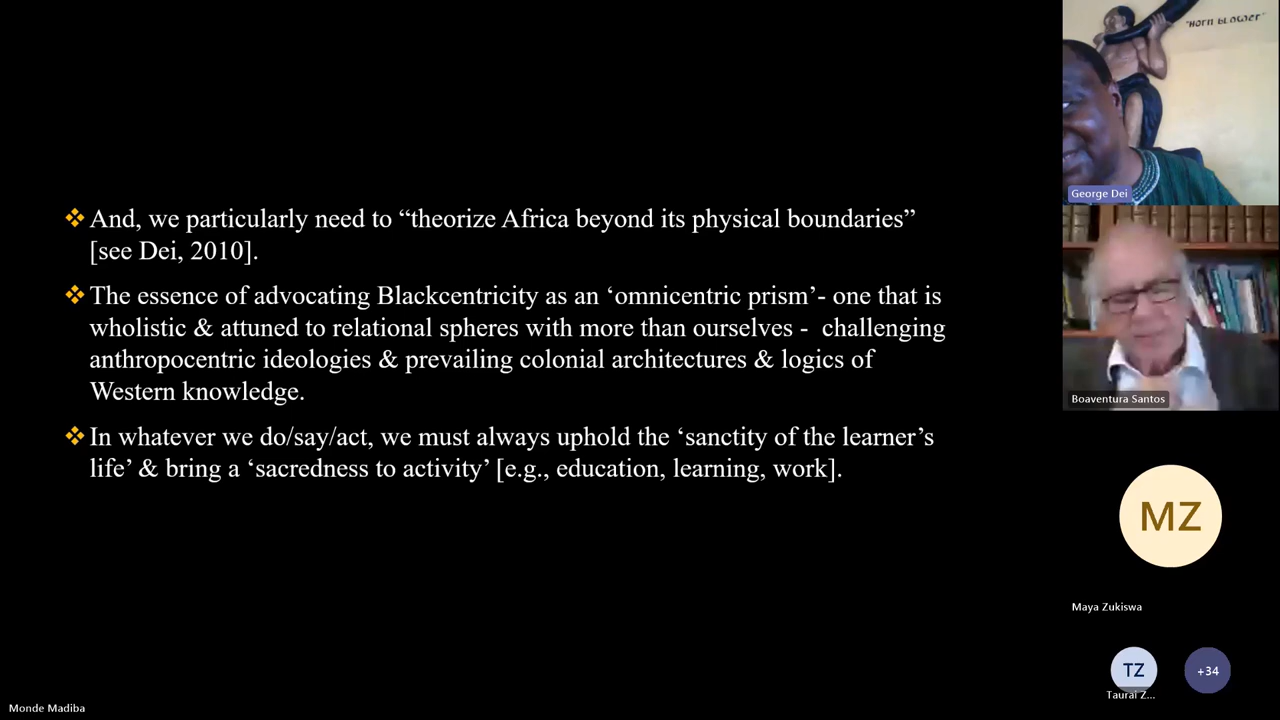 ❖ And, we particularly need to “theorize Africa beyond its physical boundaries”
[see Dei, 2010].
❖ The essence of advocating Blackcentricity as an ‘omnicentric prism’- one that is
wholistic & attuned to relational spheres with more than ourselves - challenging
anthropocentric ideologies & prevailing colonial architectures & logics of
Western knowledge.
❖ In whatever we do/say/act, we must always uphold the ‘sanctity of the learner’s
life’ & bring a ‘sacredness to activity’ [e.g., education, learning, work].
"HORN BLOWER"
George Dei
Boaventura Santos
MZ
Maya Zukiswa
TZ
+34
Taurai Z...
Monde Madiba